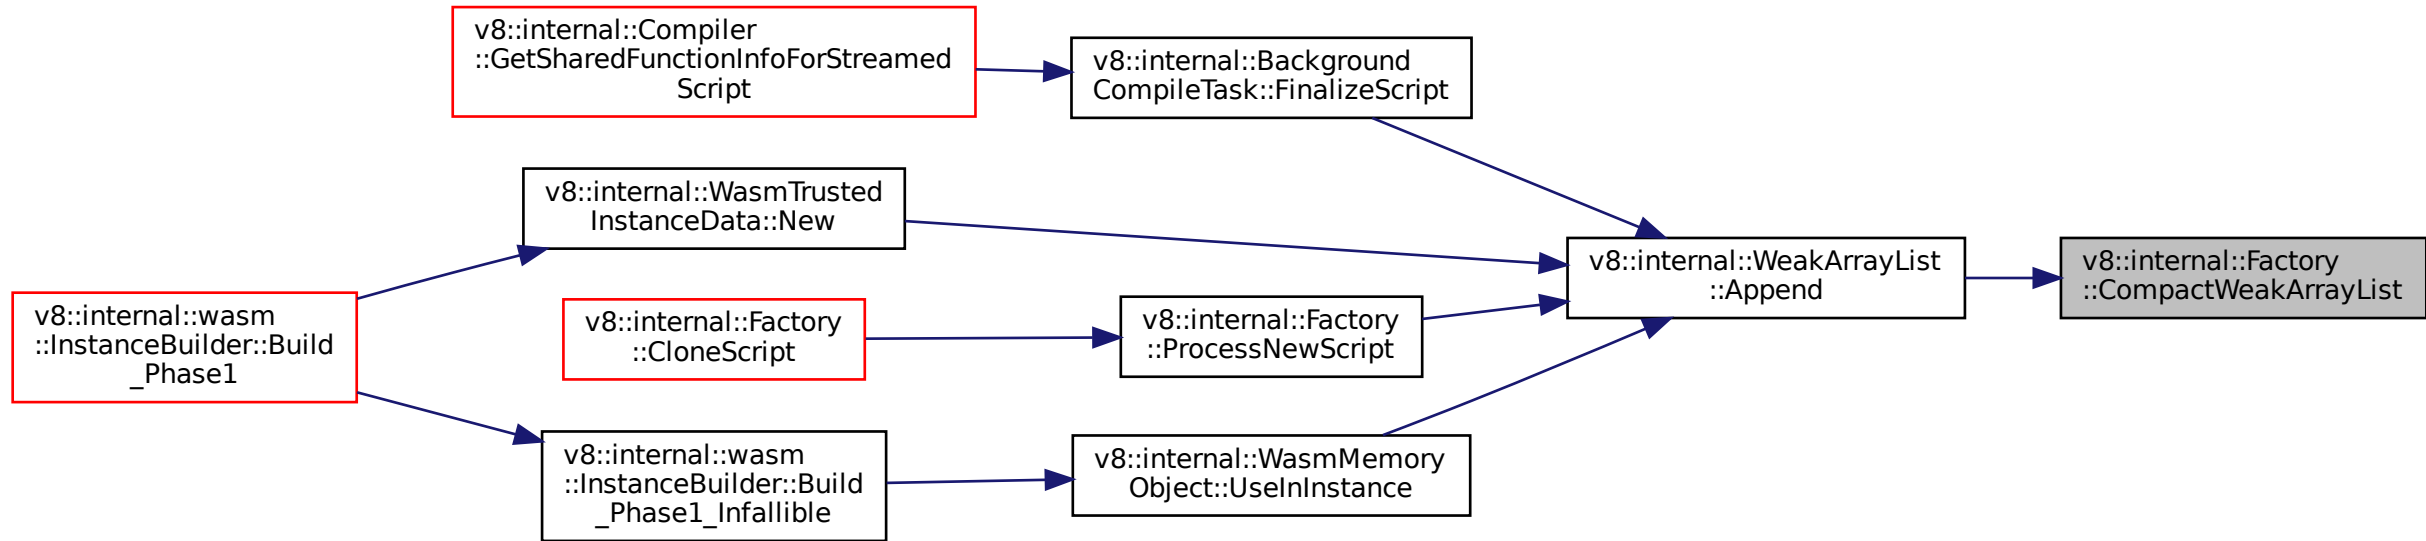 v8::internal::Compiler
::GetSharedFunctionInfoForStreamed
Script
v8::internal::Background
CompileTask::FinalizeScript
v8::internal::WasmTrusted
InstanceData::New
v8::internal::WeakArrayList
::Append
v8::internal::Factory
::CompactWeakArrayList
v8::internal::wasm
::InstanceBuilder::Build
_Phase1
v8::internal::Factory
::CloneScript
v8::internal::Factory
::ProcessNewScript
v8::internal::wasm
::InstanceBuilder::Build
_Phase1_Infallible
v8::internal::WasmMemory
Object::UseInInstance